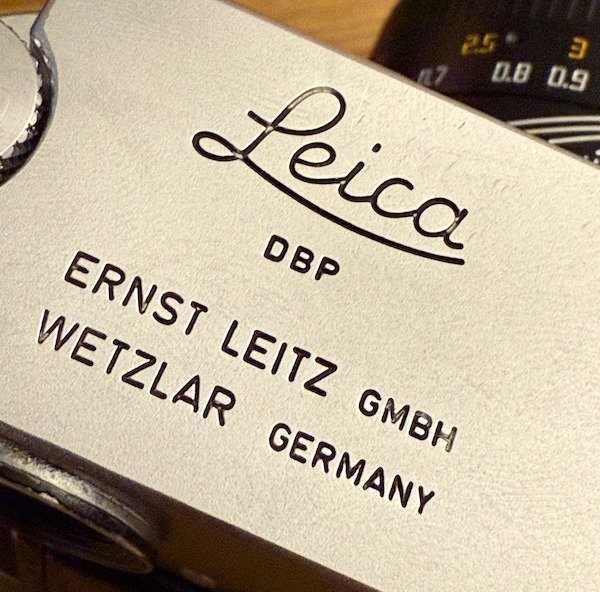 2.5 3
0.7 0.8 0.9
Leica
DBP
ERNST LEITZ GMBH
WETZLAR GERMANY